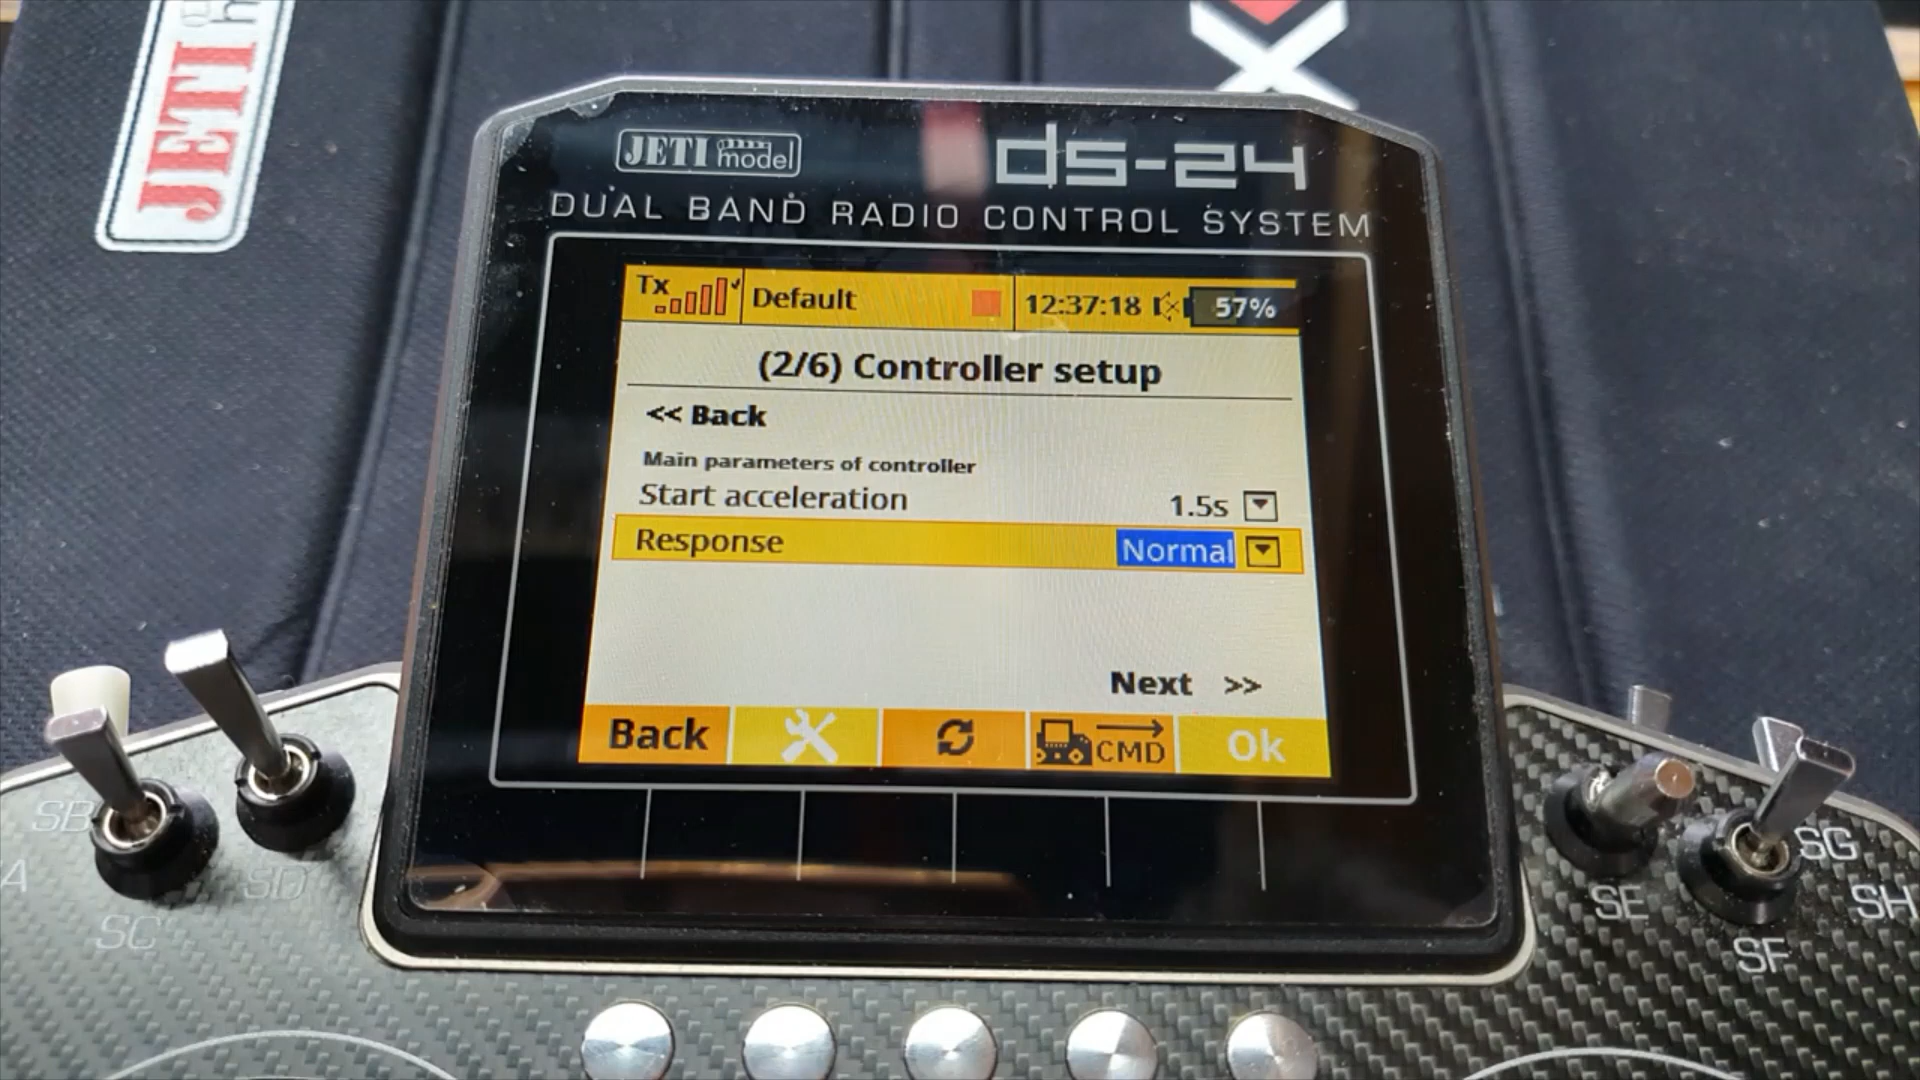 JETI
JETI model
ds-24
DUAL BAND RADIO CONTROL SYSTEM
Tx
Default
12:37:18
57%
(2/6) Controller setup
<< Back
Main parameters of controller
Start acceleration 1.5s
Response Normal
Next >>
Back
CMD
Ok
SB
A
SD
SC
SG
SE
SH
SF